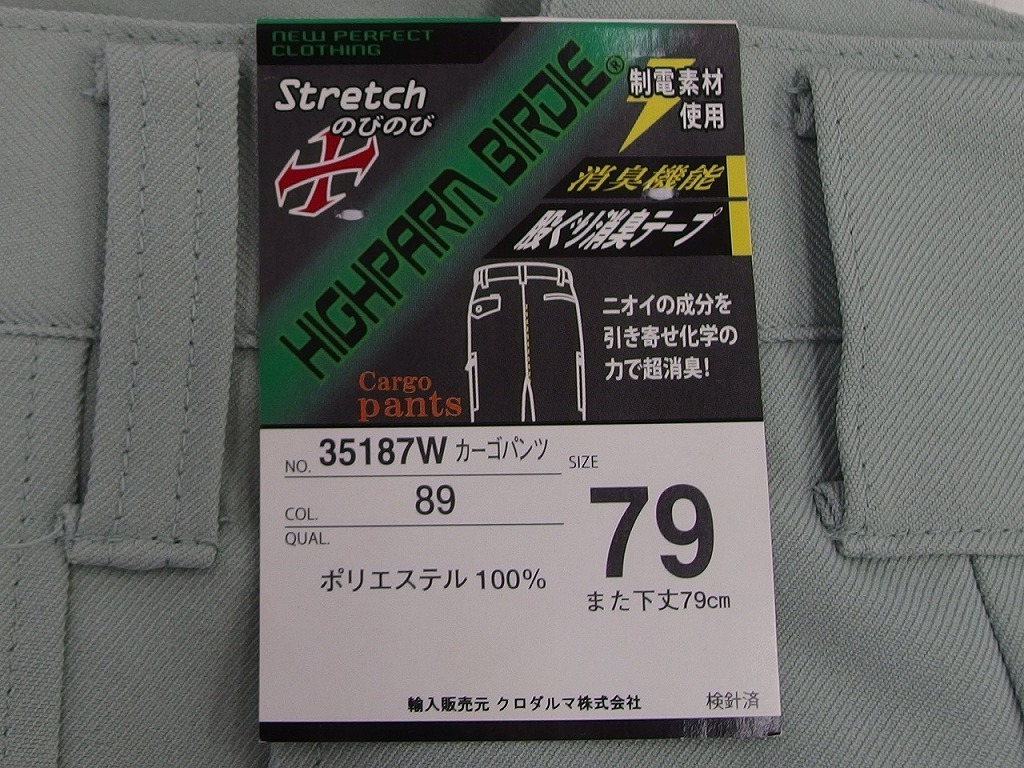 NEW PERFECT
CLOTHING
Stretch
のびのび
HIGHPARM BIRDIE®
制電素材
使用
消臭機能
股ぐり消臭テープ
ニオイの成分を
引き寄せ化学の
力で超消臭!
Cargo
pants
NO. 35187W カーゴパンツ
SIZE
COL. 89
79
QUAL.
ポリエステル 100%
また下丈79cm
輸入販売元 クロダルマ株式会社
検針済